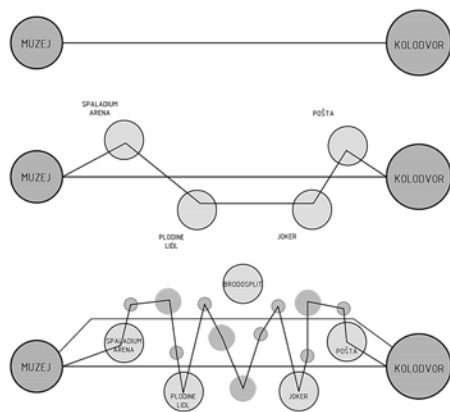 MUZEJ
KOLODVOR
SPALADIUM
ARENA
POŠTA
MUZEJ
KOLODVOR
PLODINE
LIDL
JOKER
BRODOSPLIT
SPALADIUM
ARENA
POŠTA
MUZEJ
KOLODVOR
PLODINE
LIDL
JOKER